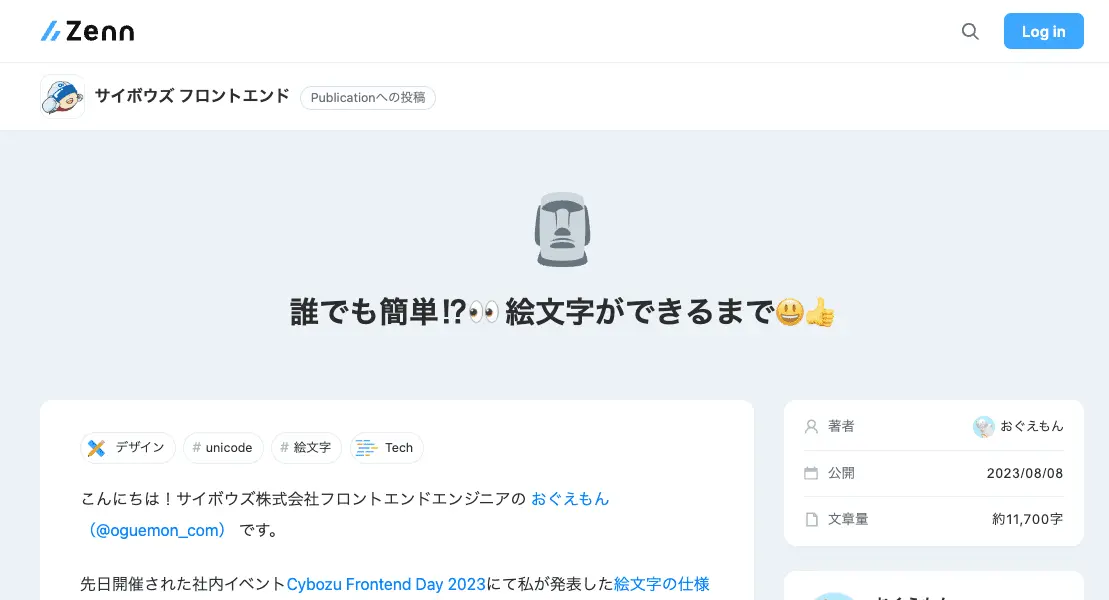 Zenn
Log in
サイボウズ フロントエンド
Publicationへの投稿
誰でも簡単⁉️👀 絵文字ができるまで😃👍
デザイン
# unicode
# 絵文字
Tech
こんにちは！サイボウズ株式会社フロントエンドエンジニアの おぐえもん
（@oguemon_com） です。
先日開催された社内イベントCybozu Frontend Day 2023にて私が発表した絵文字の仕様
著者
おぐえもん
公開
2023/08/08
文章量
約11,700字